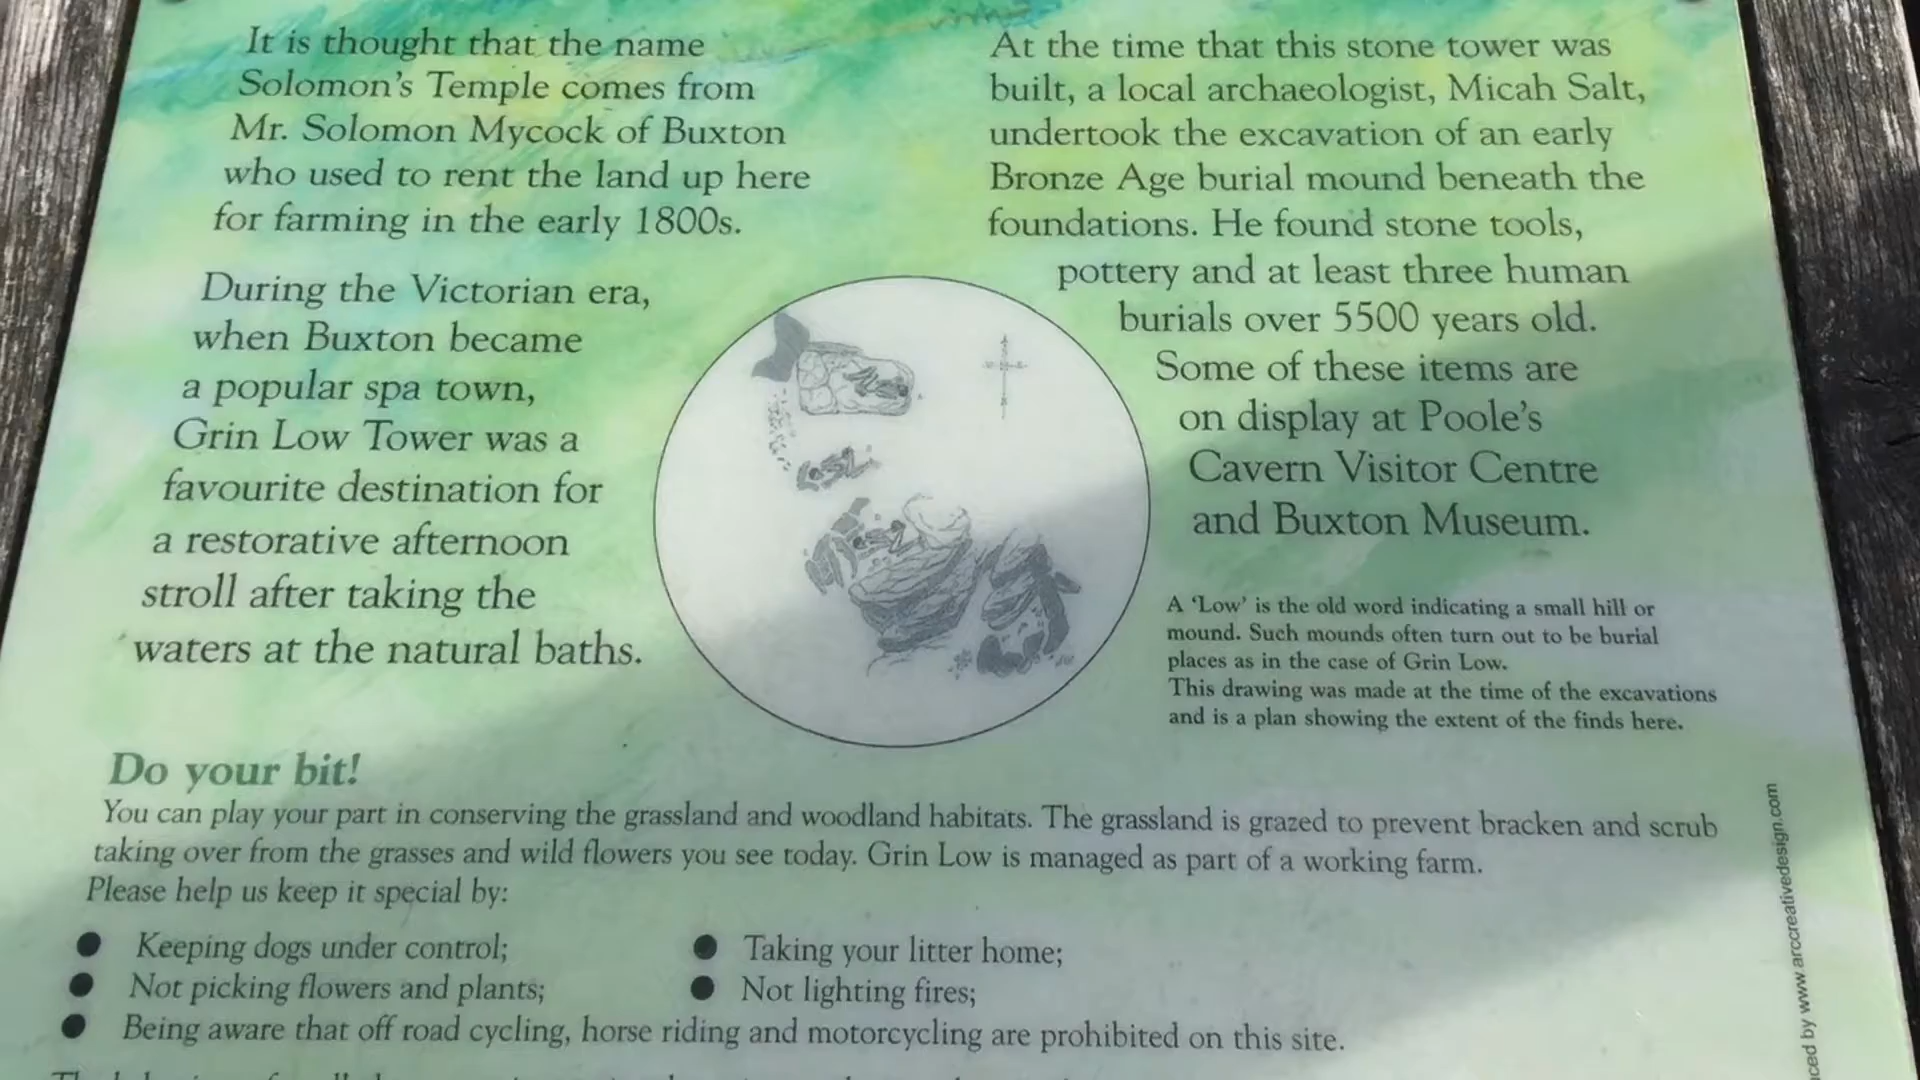 It is thought that the name
Solomon's Temple comes from
Mr. Solomon Mycock of Buxton
who used to rent the land up here
for farming in the early 1800s.
During the Victorian era,
when Buxton became
a popular spa town,
Grin Low Tower was a
favourite destination for
a restorative afternoon
stroll after taking the
waters at the natural baths.
At the time that this stone tower was
built, a local archaeologist, Micah Salt,
undertook the excavation of an early
Bronze Age burial mound beneath the
foundations. He found stone tools,
pottery and at least three human
burials over 5500 years old.
Some of these items are
on display at Poole's
Cavern Visitor Centre
and Buxton Museum.
A 'Low' is the old word indicating a small hill or
mound. Such mounds often turn out to be burial
places as in the case of Grin Low.
This drawing was made at the time of the excavations
and is a plan showing the extent of the finds here.
Do your bit!
You can play your part in conserving the grassland and woodland habitats. The grassland is grazed to prevent bracken and scrub
taking over from the grasses and wild flowers you see today. Grin Low is managed as part of a working farm.
Please help us keep it special by:
● Keeping dogs under control;
● Taking your litter home;
● Not picking flowers and plants;
● Not lighting fires;
● Being aware that off road cycling, horse riding and motorcycling are prohibited on this site.
by www.arccreativedesign.com